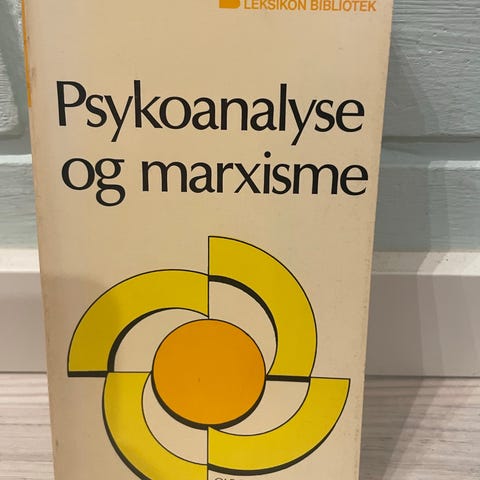 LEKSIKON BIBLIOTEK
Psykoanalyse
og marxisme